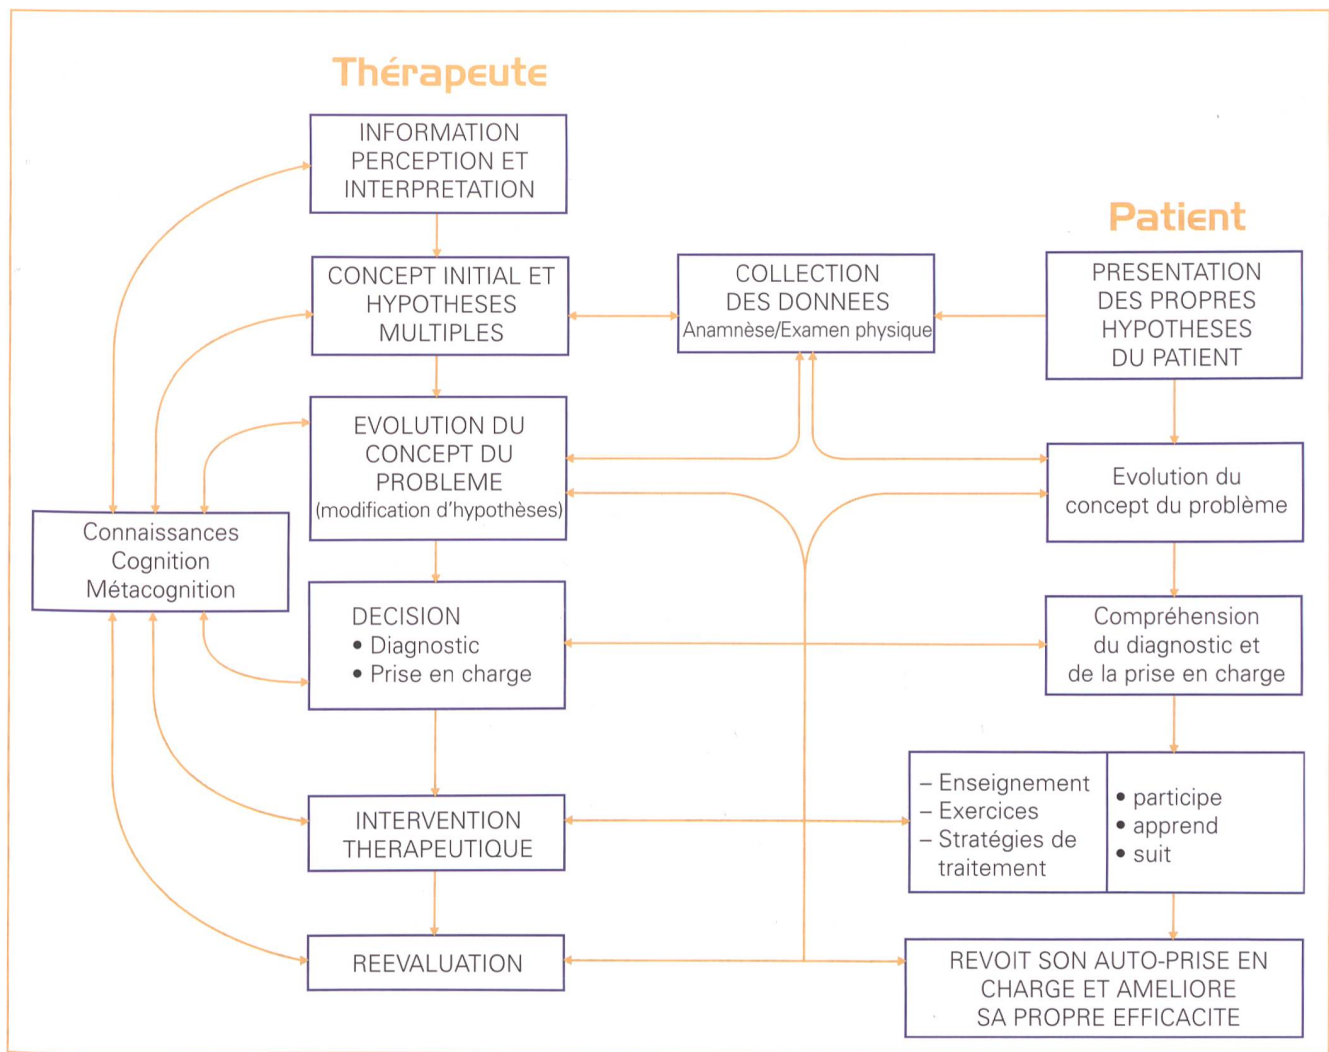 Thérapeute
INFORMATION
PERCEPTION ET
INTERPRETATION
Patient
CONCEPT INITIAL ET
HYPOTHESES
MULTIPLES
COLLECTION
DES DONNEES
Anamnèse/Examen physique
PRESENTATION
DES PROPRES
HYPOTHESES
DU PATIENT
EVOLUTION DU
CONCEPT DU
PROBLEME
(modification d'hypothèses)
Evolution du
concept du problème
Connaissances
Cognition
Métacognition
DECISION
• Diagnostic
• Prise en charge
Compréhension
du diagnostic et
de la prise en charge
INTERVENTION
THERAPEUTIQUE
– Enseignement
– Exercices
– Stratégies de
traitement
• participe
• apprend
• suit
REEVALUATION
REVOIT SON AUTO-PRISE EN
CHARGE ET AMELIORE
SA PROPRE EFFICACITE